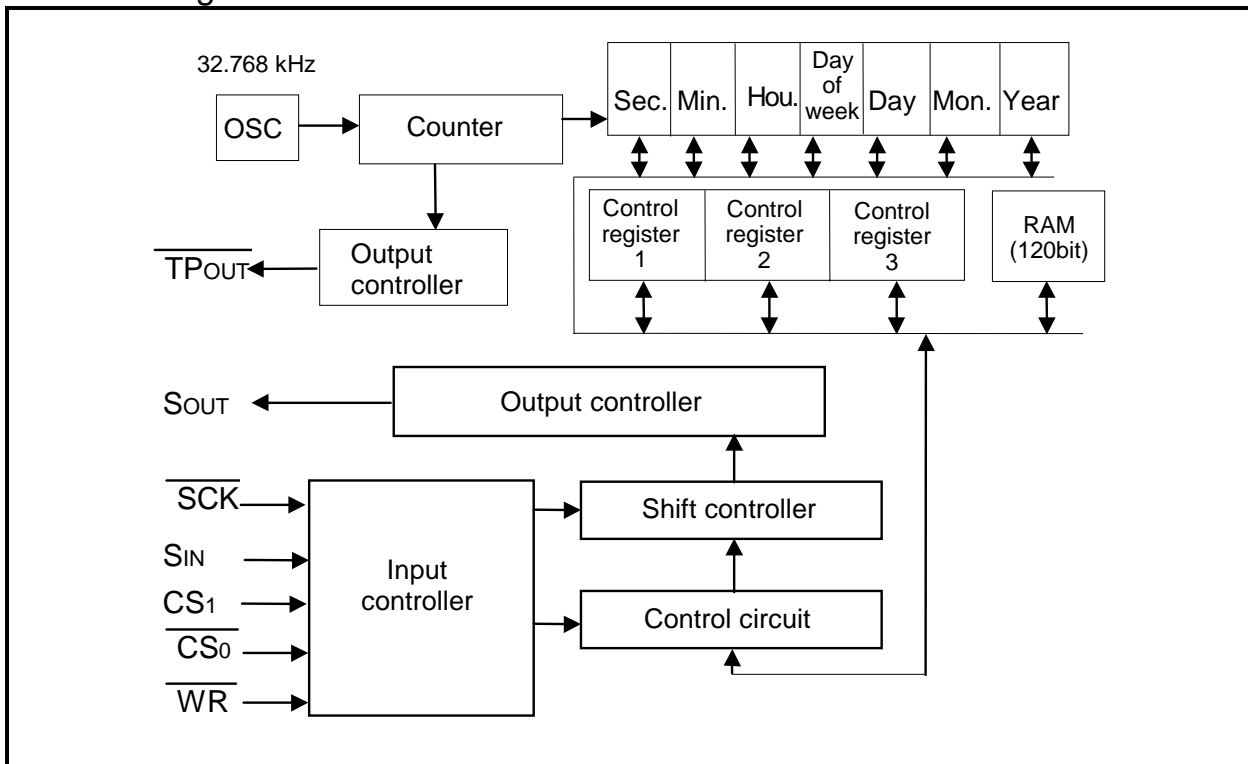 32.768 kHz
OSC
Counter
Sec.
Min.
Hou.
Day
of
week
Day
Mon.
Year
Control
register
1
Control
register
2
Control
register
3
RAM
(120bit)
TPOUT
Output
controller
SOUT
Output controller
SCK
SIN
CS1
CS0
WR
Input
controller
Shift controller
Control circuit